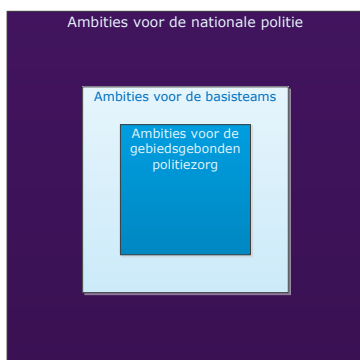 Ambities voor de nationale politie
Ambities voor de basisteams
Ambities voor de
gebiedsgebonden
politiezorg